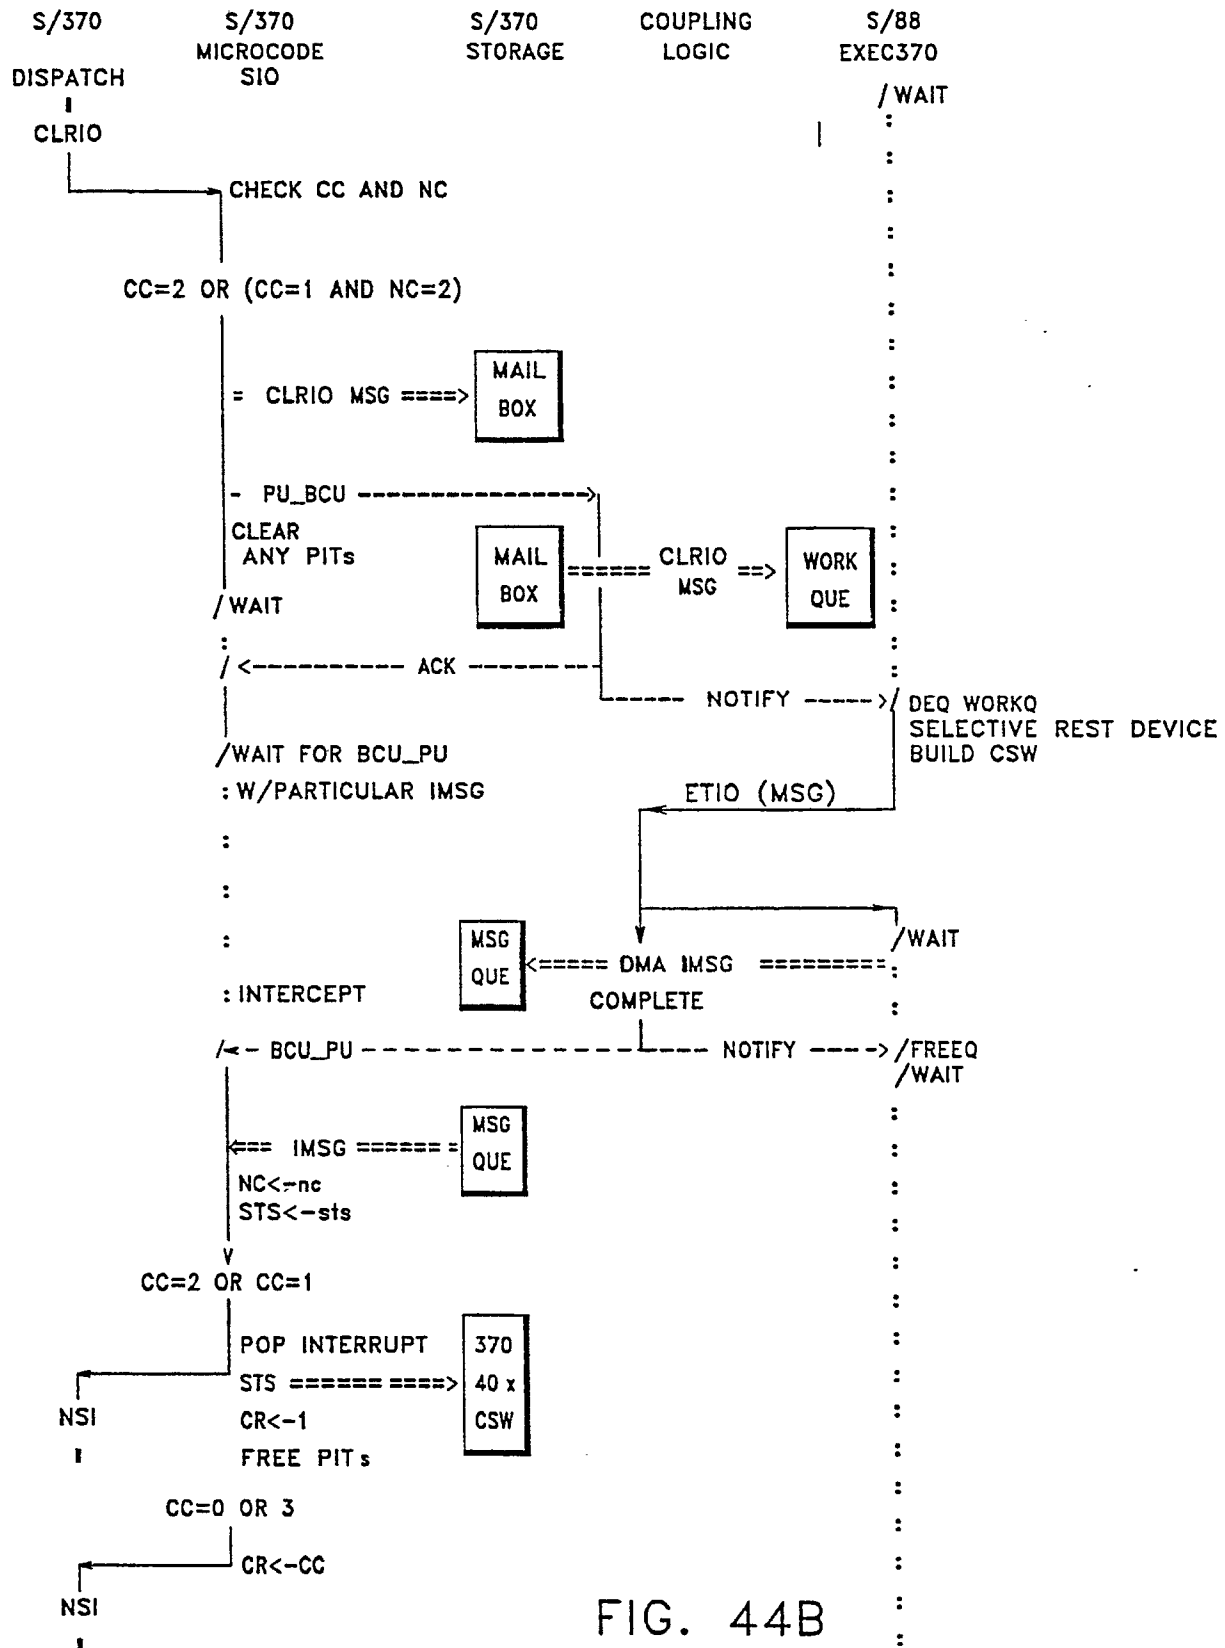 S/370 S/370 S/370 COUPLING S/88
MICROCODE STORAGE LOGIC EXEC370
SIO
DISPATCH
/WAIT
CLRIO
CHECK CC AND NC
CC=2 OR (CC=1 AND NC=2)
MAIL
= CLRIO MSG ====>
BOX
- PU_BCU ---------------->
CLEAR
ANY PITs
MAIL ===== CLRIO ==> WORK
BOX MSG QUE
/WAIT
/<---------- ACK --------
----- NOTIFY ----->/ DEQ WORKQ
SELECTIVE REST DEVICE
BUILD CSW
/WAIT FOR BCU_PU
: W/PARTICULAR IMSG
ETIO (MSG)
/WAIT
MSG
QUE <===== DMA IMSG ========
: INTERCEPT
COMPLETE
/<- BCU_PU - - - - - - - ----- NOTIFY ---->/FREEQ
/WAIT
MSG
<=== IMSG ====== =
QUE
NC<-nc
STS<-sts
CC=2 OR CC=1
POP INTERRUPT 370
STS ====== ====> 40 x
NSI CR<-1 CSW
FREE PITs
CC=0 OR 3
CR<-CC
NSI
FIG. 44B